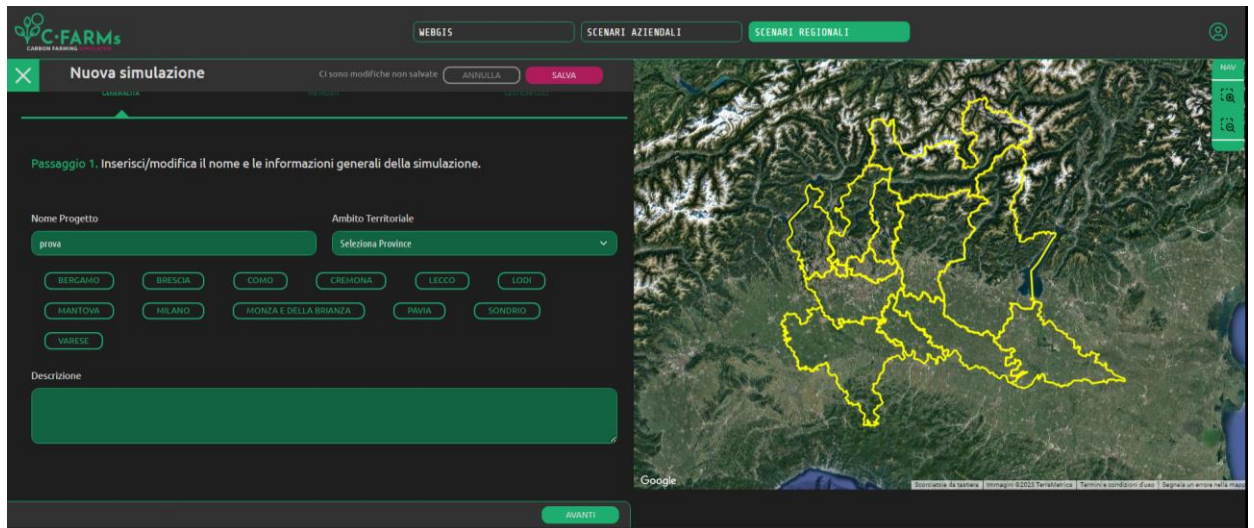 C·FARMs
CARBON FARMING SIMULATOR
WEBGIS
SCENARI AZIENDALI
SCENARI REGIONALI
Nuova simulazione
Ci sono modifiche non salvate
ANNULLA
SALVA
NAV
GENERALITÀ
Passaggio 1. Inserisci/modifica il nome e le informazioni generali della simulazione.
Nome Progetto
Ambito Territoriale
prova
Seleziona Province
BERGAMO BRESCIA COMO CREMONA LECCO LODI
MANTOVA MILANO MONZA E DELLA BRIANZA PAVIA SONDRIO
VARESE
Descrizione
AVANTI
Google
Scorciatoie da tastiera Immagini ©2023 TerraMetrics Termini e condizioni d'uso Segnala un errore nella mappa